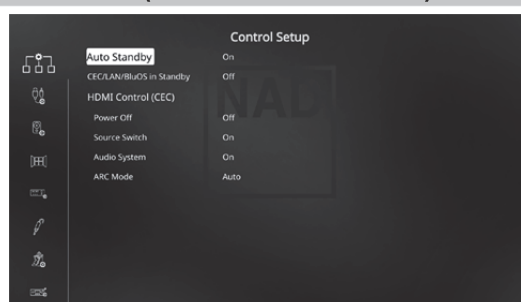 Control Setup
Auto Standby On
CEC/LAN/BluOS in Standby Off
HDMI Control (CEC)
Power Off Off
Source Switch On
Audio System On
ARC Mode Auto
NAD